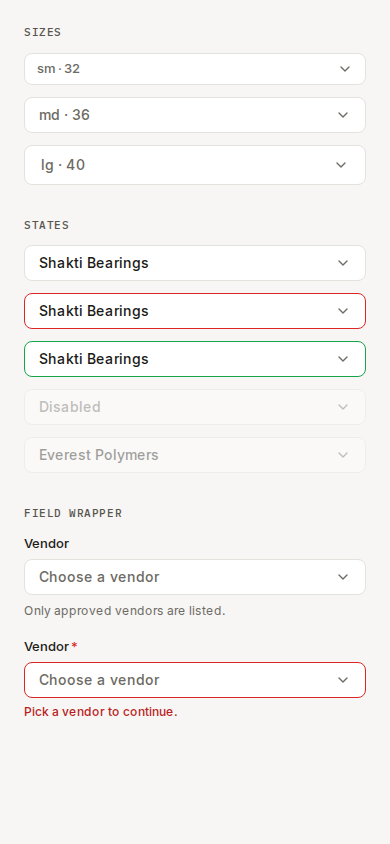 SIZES
sm · 32
md · 36
lg · 40
STATES
Shakti Bearings
Shakti Bearings
Shakti Bearings
Disabled
Everest Polymers
FIELD WRAPPER
Vendor
Choose a vendor
Only approved vendors are listed.
Vendor *
Choose a vendor
Pick a vendor to continue.